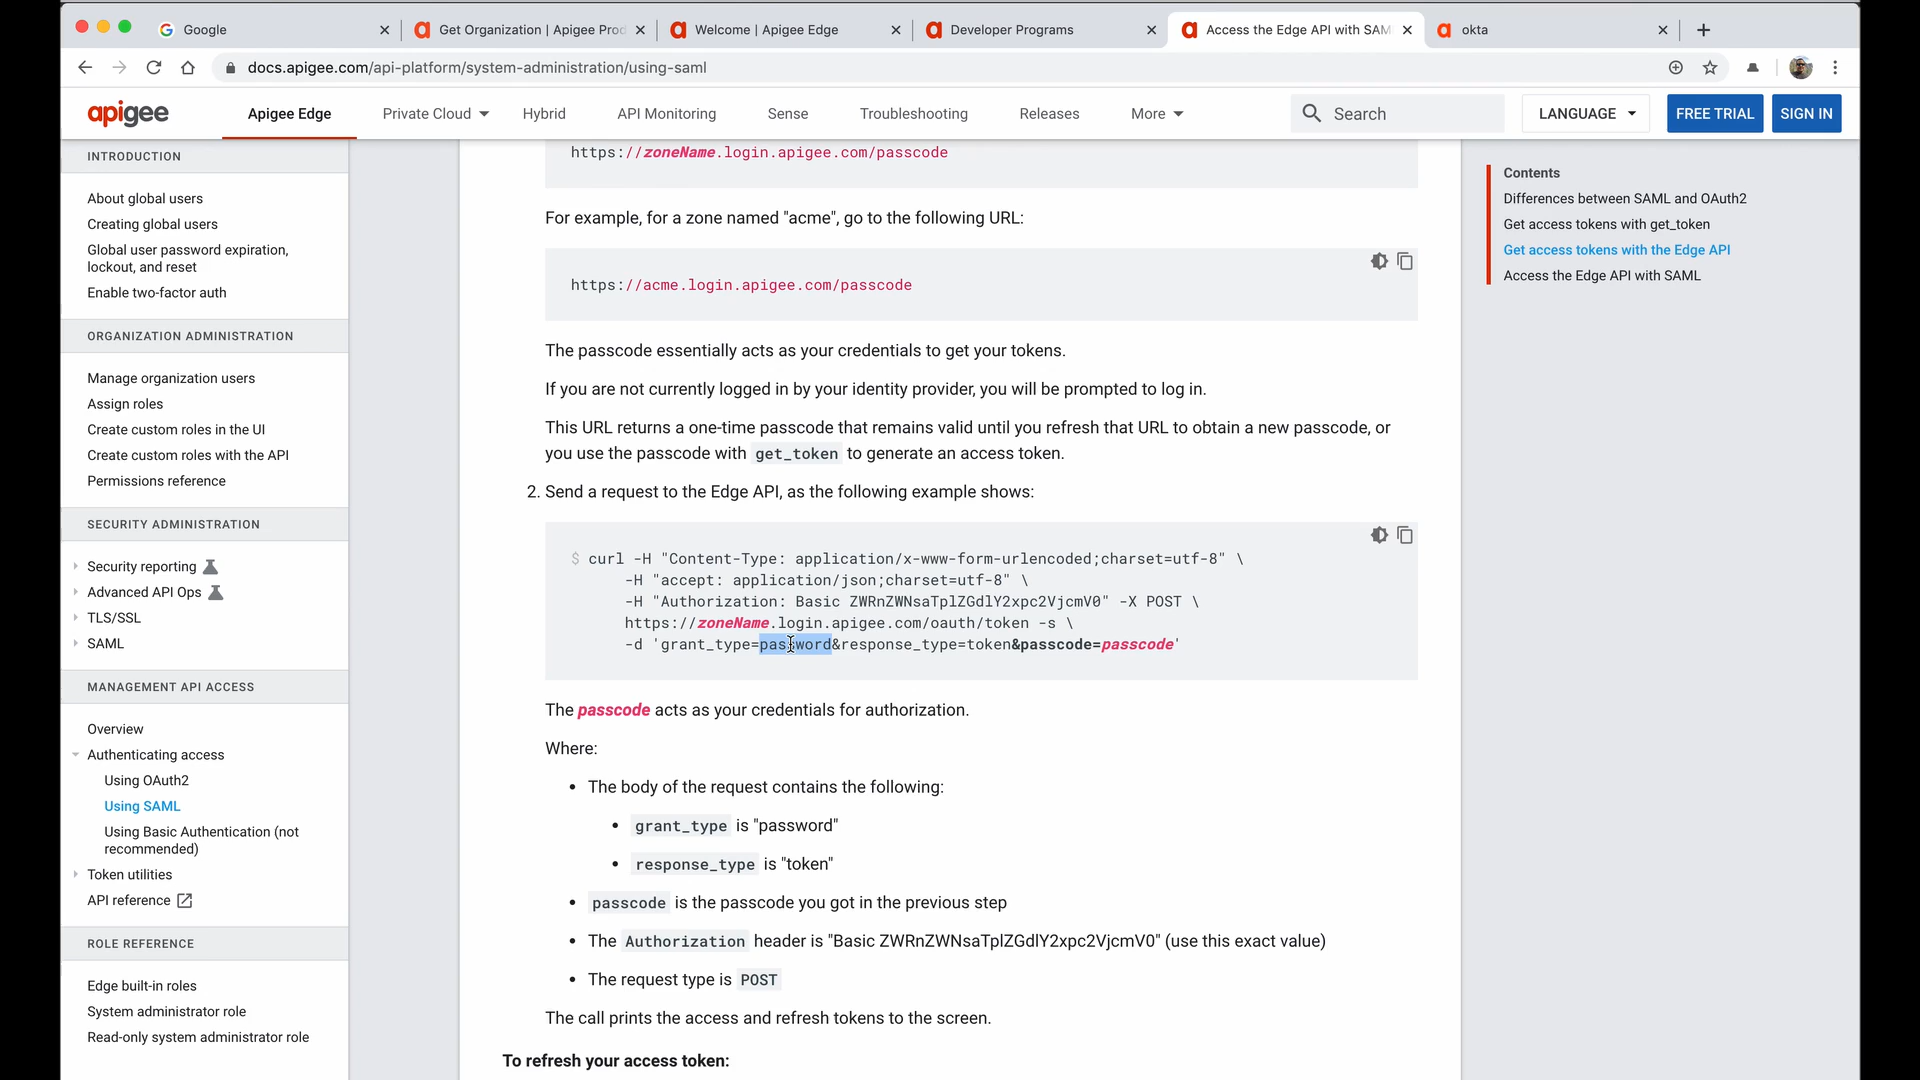 Google
Get Organization | Apigee Prod
Welcome | Apigee Edge
Developer Programs
Access the Edge API with SAM
okta
docs.apigee.com/api-platform/system-administration/using-saml
apigee
Apigee Edge
Private Cloud
Hybrid
API Monitoring
Sense
Troubleshooting
Releases
More
Search
LANGUAGE
FREE TRIAL
SIGN IN
INTRODUCTION
About global users
Creating global users
Global user password expiration,
lockout, and reset
Enable two-factor auth
ORGANIZATION ADMINISTRATION
Manage organization users
Assign roles
Create custom roles in the UI
Create custom roles with the API
Permissions reference
SECURITY ADMINISTRATION
Security reporting
Advanced API Ops
TLS/SSL
SAML
MANAGEMENT API ACCESS
Overview
Authenticating access
Using OAuth2
Using SAML
Using Basic Authentication (not
recommended)
Token utilities
API reference
ROLE REFERENCE
Edge built-in roles
System administrator role
Read-only system administrator role
https://zoneName.login.apigee.com/passcode
For example, for a zone named "acme", go to the following URL:
https://acme.login.apigee.com/passcode
The passcode essentially acts as your credentials to get your tokens.
If you are not currently logged in by your identity provider, you will be prompted to log in.
This URL returns a one-time passcode that remains valid until you refresh that URL to obtain a new passcode, or
you use the passcode with get_token to generate an access token.
2. Send a request to the Edge API, as the following example shows:
$ curl -H "Content-Type: application/x-www-form-urlencoded;charset=utf-8" \
-H "accept: application/json;charset=utf-8" \
-H "Authorization: Basic ZWRnZWNsaTplZGdlY2xpc2VjcmV0" -X POST \
https://zoneName.login.apigee.com/oauth/token -s \
-d 'grant_type=password&response_type=token&passcode=passcode'
The passcode acts as your credentials for authorization.
Where:
• The body of the request contains the following:
• grant_type is "password"
• response_type is "token"
• passcode is the passcode you got in the previous step
• The Authorization header is "Basic ZWRnZWNsaTplZGdlY2xpc2VjcmV0" (use this exact value)
• The request type is POST
The call prints the access and refresh tokens to the screen.
To refresh your access token:
Contents
Differences between SAML and OAuth2
Get access tokens with get_token
Get access tokens with the Edge API
Access the Edge API with SAML